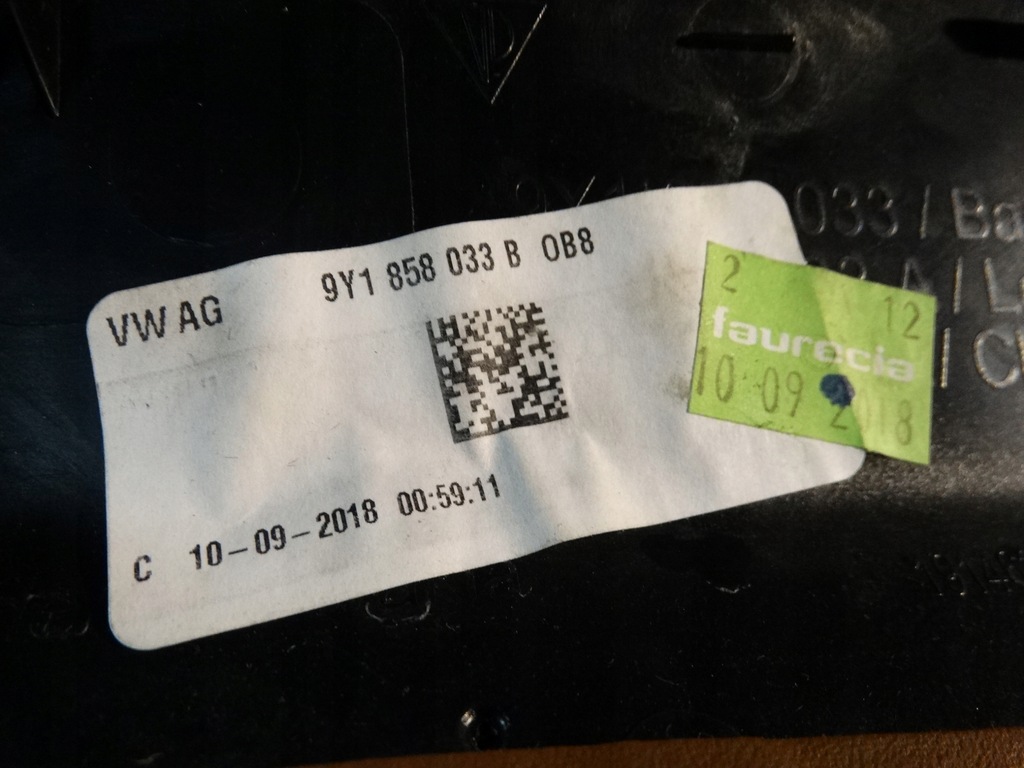 VW AG 9Y1 858 033 B OB8
C 10-09-2018 00:59:11
2 12
faurecia
10 09 2018
033 / Ba